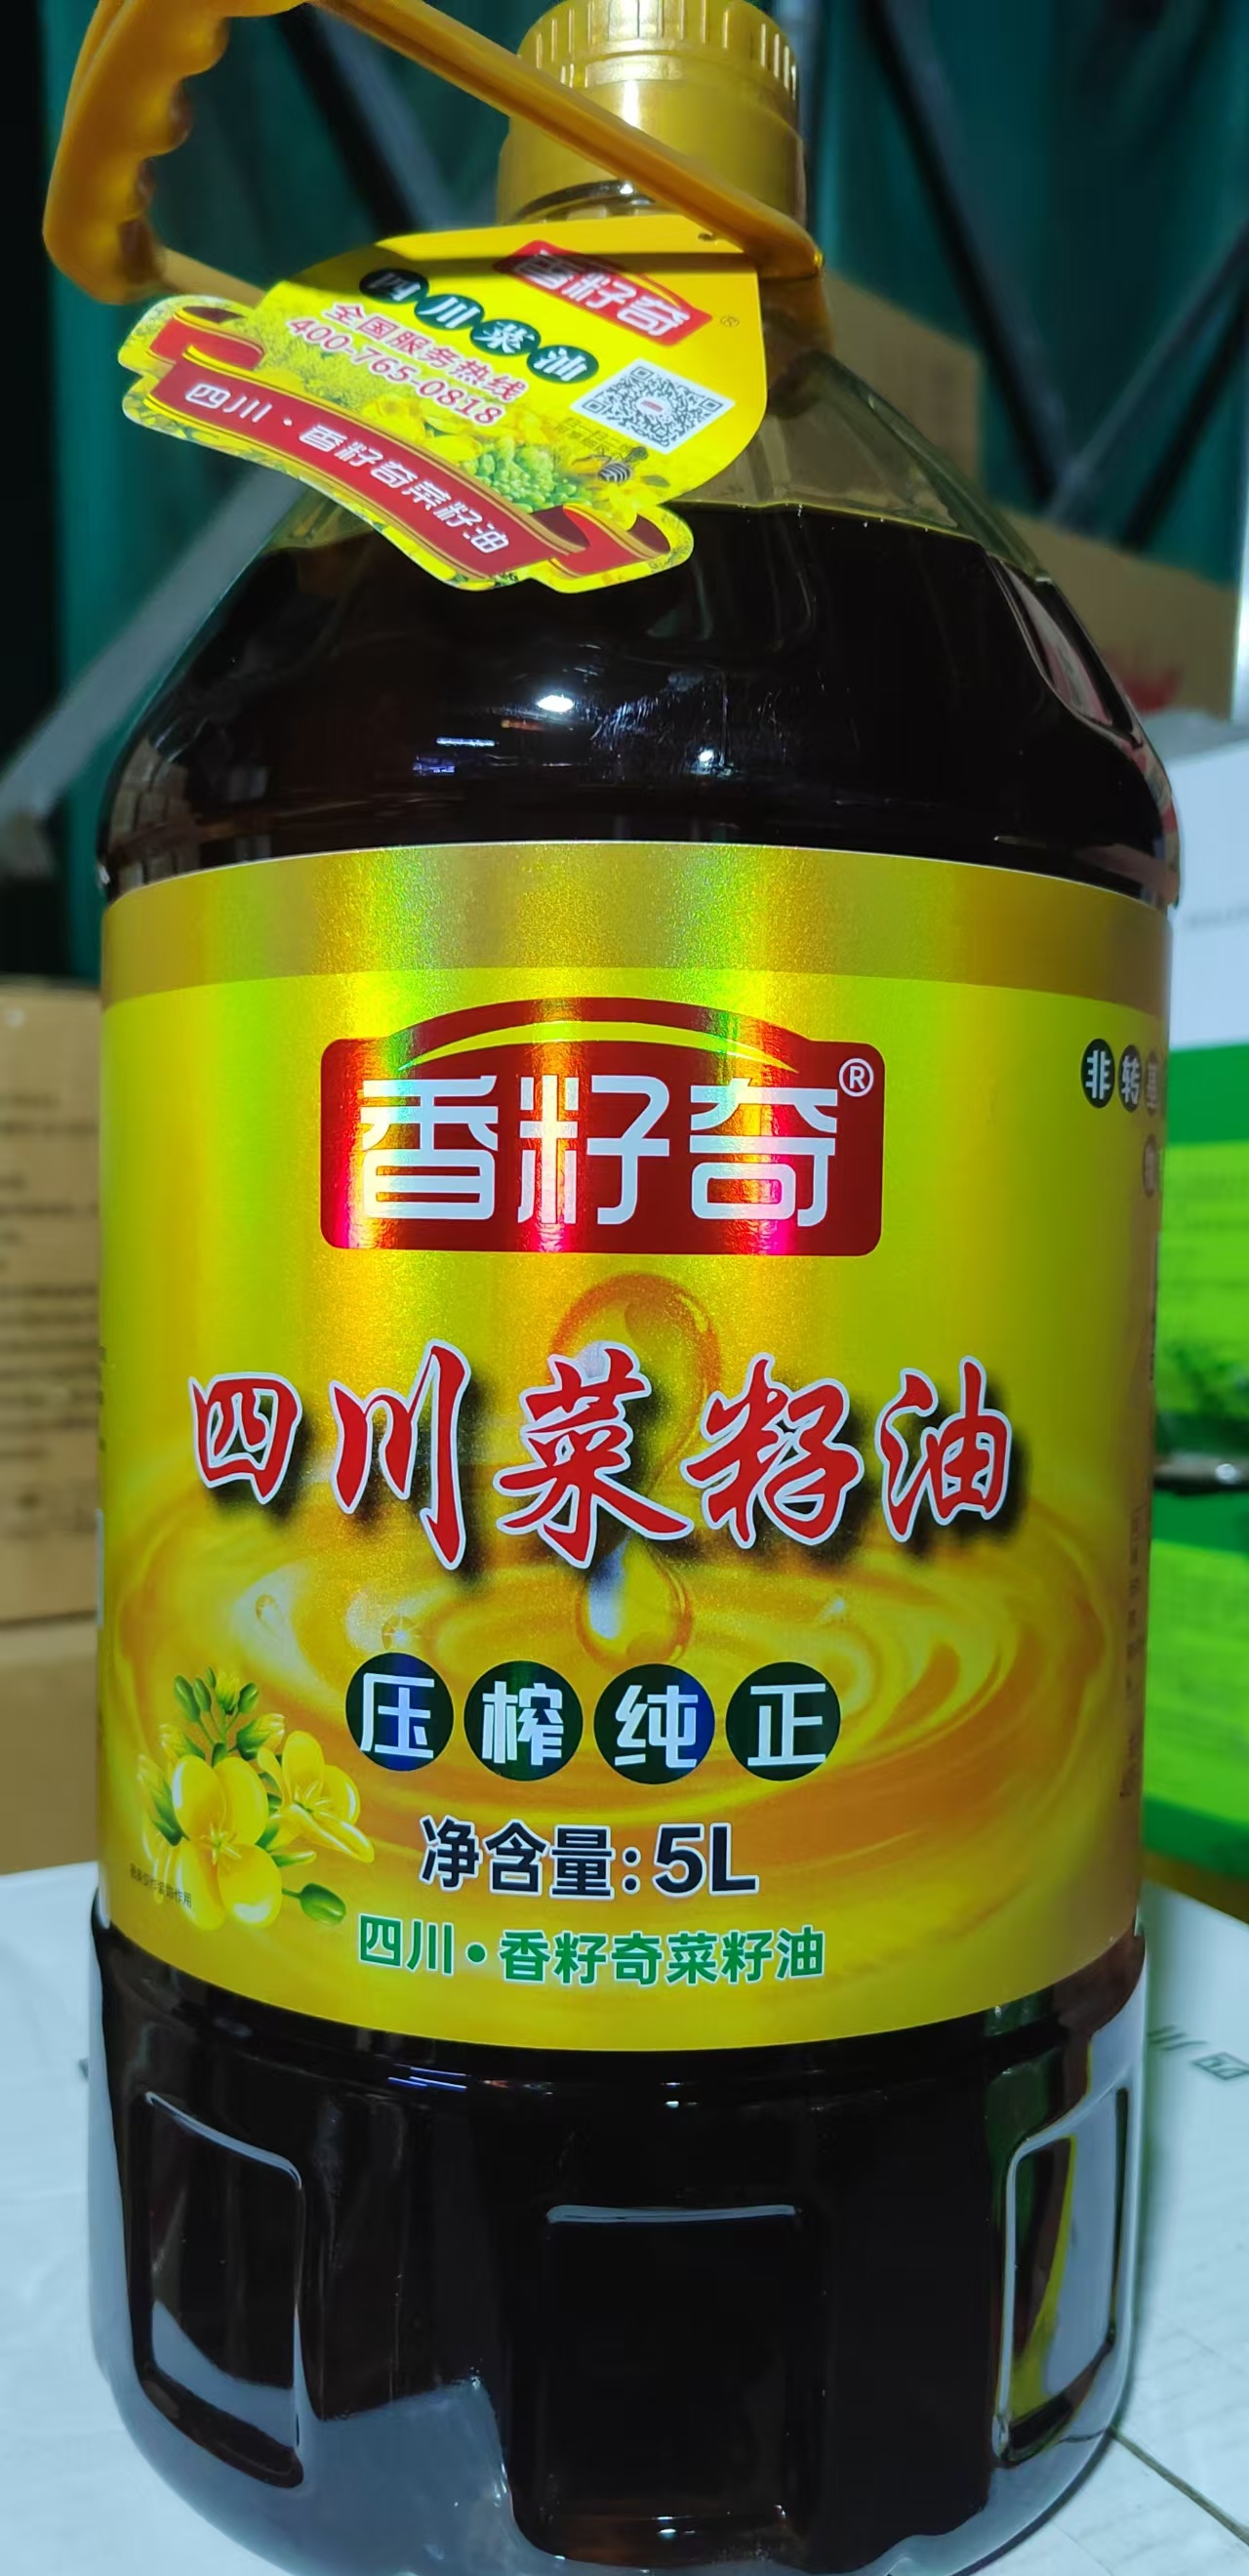 香籽奇
®
四川菜油
全国服务热线
400-765-0818
四川·香籽奇菜籽油
香籽奇®
非转
四川菜籽油
压榨纯正
净含量:5L
四川·香籽奇菜籽油